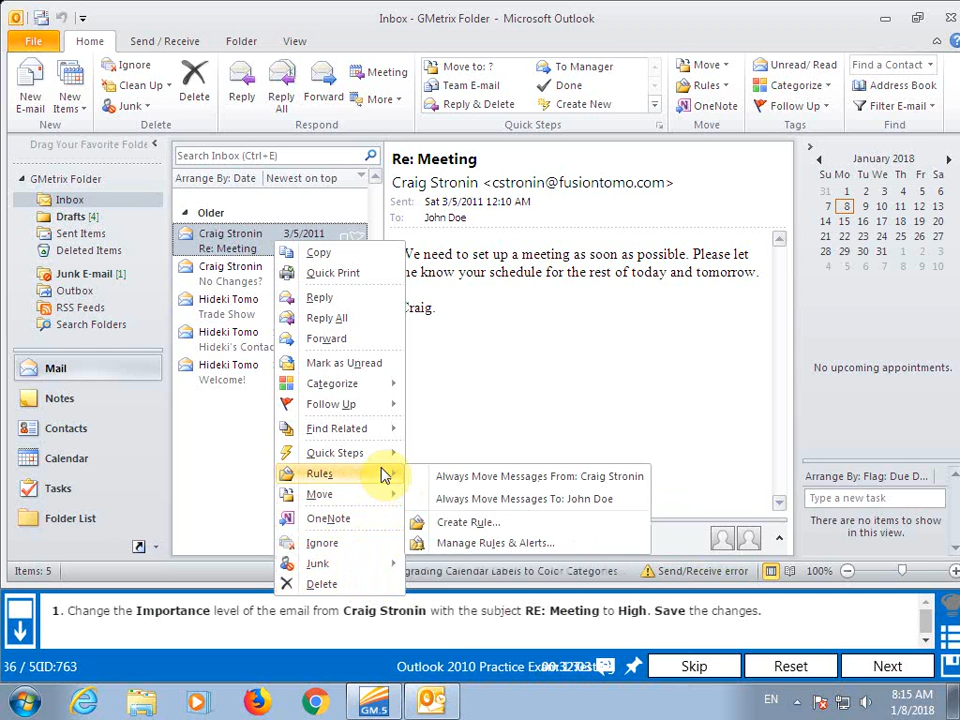 Inbox - GMetrix Folder - Microsoft Outlook
File Home Send / Receive Folder View
New E-mail
New Items
New
Ignore
Clean Up
Junk
Delete
Delete
Reply
Reply All
Forward
Meeting
More
Respond
Move to: ?
Team E-mail
Reply & Delete
To Manager
Done
Create New
Quick Steps
Move
Rules
OneNote
Move
Unread/ Read
Categorize
Follow Up
Tags
Find a Contact
Address Book
Filter E-mail
Find
Drag Your Favorite Folde
GMetrix Folder
Inbox
Drafts [4]
Sent Items
Deleted Items
Junk E-mail [1]
Outbox
RSS Feeds
Search Folders
Mail
Notes
Contacts
Calendar
Tasks
Folder List
Search Inbox (Ctrl+E)
Arrange By: Date Newest on top
Older
Craig Stronin 3/5/2011
Re: Meeting
Craig Stronin
No Changes?
Hideki Tomo
Trade Show
Hideki Tomo
Hideki's Conta
Hideki Tomo
Welcome!
Copy
Quick Print
Reply
Reply All
Forward
Mark as Unread
Categorize
Follow Up
Find Related
Quick Steps
Rules
Move
OneNote
Ignore
Junk
Delete
Always Move Messages From: Craig Stronin
Always Move Messages To: John Doe
Create Rule...
Manage Rules & Alerts...
Re: Meeting
Craig Stronin <cstronin@fusiontomo.com>
Sent: Sat 3/5/2011 12:10 AM
To: John Doe
We need to set up a meeting as soon as possible. Please let
me know your schedule for the rest of today and tomorrow.
Craig.
January 2018
Su Mo Tu We Th Fr Sa
31 1 2 3 4 5 6
7 8 9 10 11 12 13
14 15 16 17 18 19 20
21 22 23 24 25 26 27
28 29 30 31 1 2 3
4 5 6 7 8 9 10
No upcoming appointments.
Arrange By: Flag: Due D...
Type a new task
There are no items to show
in this view.
Items: 5
grading Calendar Labels to Color Categories
Send/Receive error
100%
1. Change the Importance level of the email from Craig Stronin with the subject RE: Meeting to High. Save the changes.
36 / 50 ID:763
Outlook 2010 Practice Exam
Skip Reset Next
GM.5
EN
8:15 AM
1/8/2018